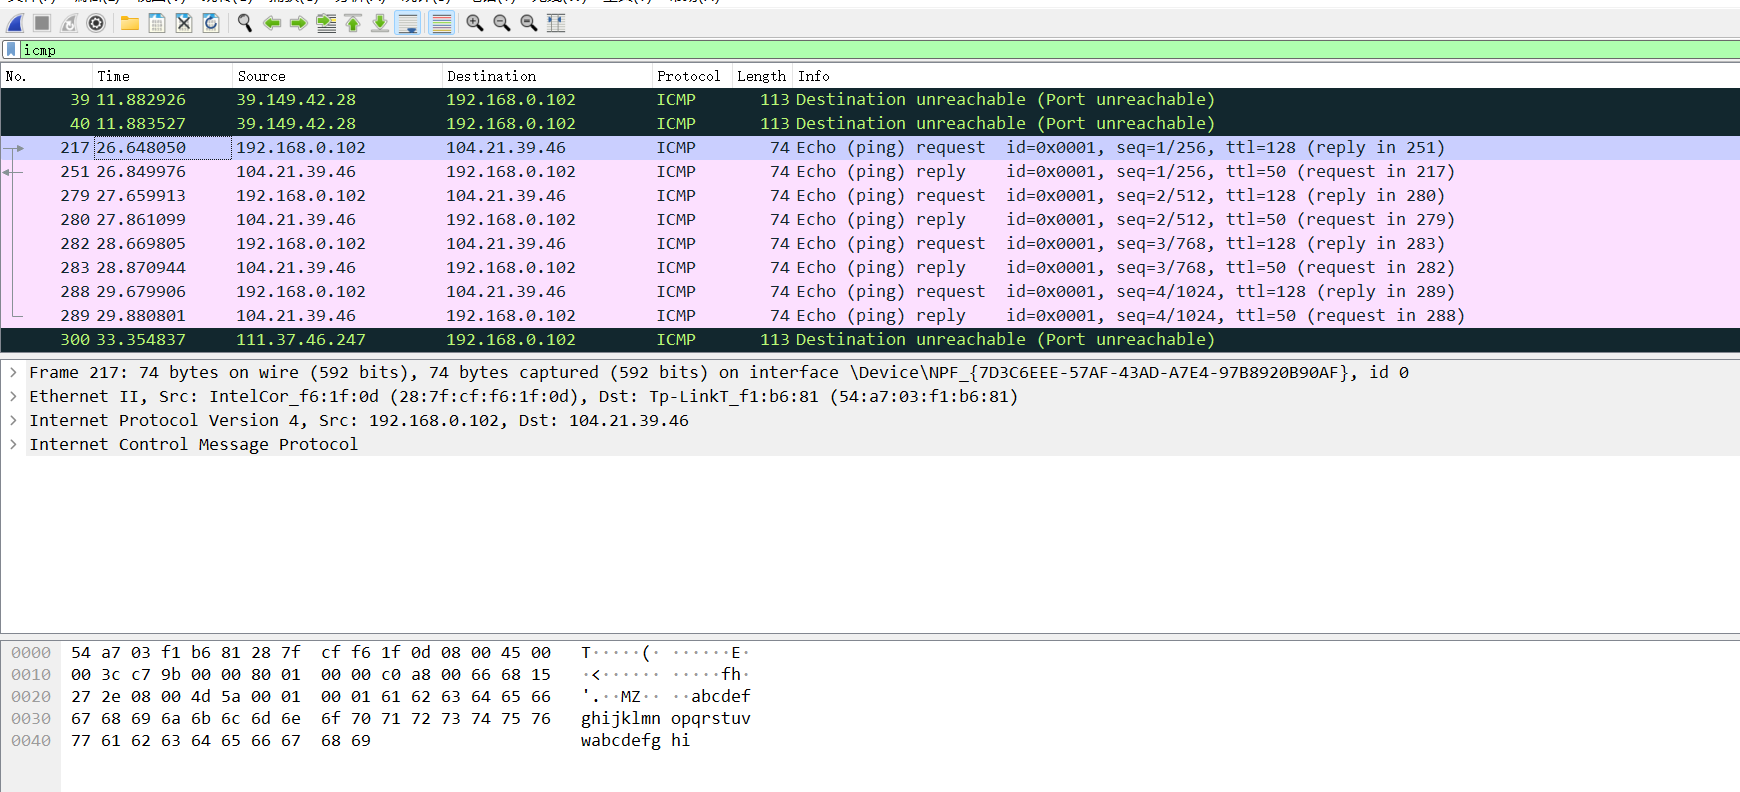 icmp
No. Time Source Destination Protocol Length Info
39 11.882926 39.149.42.28 192.168.0.102 ICMP 113 Destination unreachable (Port unreachable)
40 11.883527 39.149.42.28 192.168.0.102 ICMP 113 Destination unreachable (Port unreachable)
217 26.648050 192.168.0.102 104.21.39.46 ICMP 74 Echo (ping) request id=0x0001, seq=1/256, ttl=128 (reply in 251)
251 26.849976 104.21.39.46 192.168.0.102 ICMP 74 Echo (ping) reply id=0x0001, seq=1/256, ttl=50 (request in 217)
279 27.659913 192.168.0.102 104.21.39.46 ICMP 74 Echo (ping) request id=0x0001, seq=2/512, ttl=128 (reply in 280)
280 27.861099 104.21.39.46 192.168.0.102 ICMP 74 Echo (ping) reply id=0x0001, seq=2/512, ttl=50 (request in 279)
282 28.669805 192.168.0.102 104.21.39.46 ICMP 74 Echo (ping) request id=0x0001, seq=3/768, ttl=128 (reply in 283)
283 28.870944 104.21.39.46 192.168.0.102 ICMP 74 Echo (ping) reply id=0x0001, seq=3/768, ttl=50 (request in 282)
288 29.679906 192.168.0.102 104.21.39.46 ICMP 74 Echo (ping) request id=0x0001, seq=4/1024, ttl=128 (reply in 289)
289 29.880801 104.21.39.46 192.168.0.102 ICMP 74 Echo (ping) reply id=0x0001, seq=4/1024, ttl=50 (request in 288)
300 33.354837 111.37.46.247 192.168.0.102 ICMP 113 Destination unreachable (Port unreachable)
Frame 217: 74 bytes on wire (592 bits), 74 bytes captured (592 bits) on interface \Device\NPF_{7D3C6EEE-57AF-43AD-A7E4-97B8920B90AF}, id 0
Ethernet II, Src: IntelCor_f6:1f:0d (28:7f:cf:f6:1f:0d), Dst: Tp-LinkT_f1:b6:81 (54:a7:03:f1:b6:81)
Internet Protocol Version 4, Src: 192.168.0.102, Dst: 104.21.39.46
Internet Control Message Protocol
0000 54 a7 03 f1 b6 81 28 7f cf f6 1f 0d 08 00 45 00 T·····(· ······E·
0010 00 3c c7 9b 00 00 80 01 00 00 c0 a8 00 66 68 15 ·<······ ·····fh·
0020 27 2e 08 00 4d 5a 00 01 00 01 61 62 63 64 65 66 '.··MZ·· ··abcdef
0030 67 68 69 6a 6b 6c 6d 6e 6f 70 71 72 73 74 75 76 ghijklmn opqrstuv
0040 77 61 62 63 64 65 66 67 68 69 wabcdefg hi